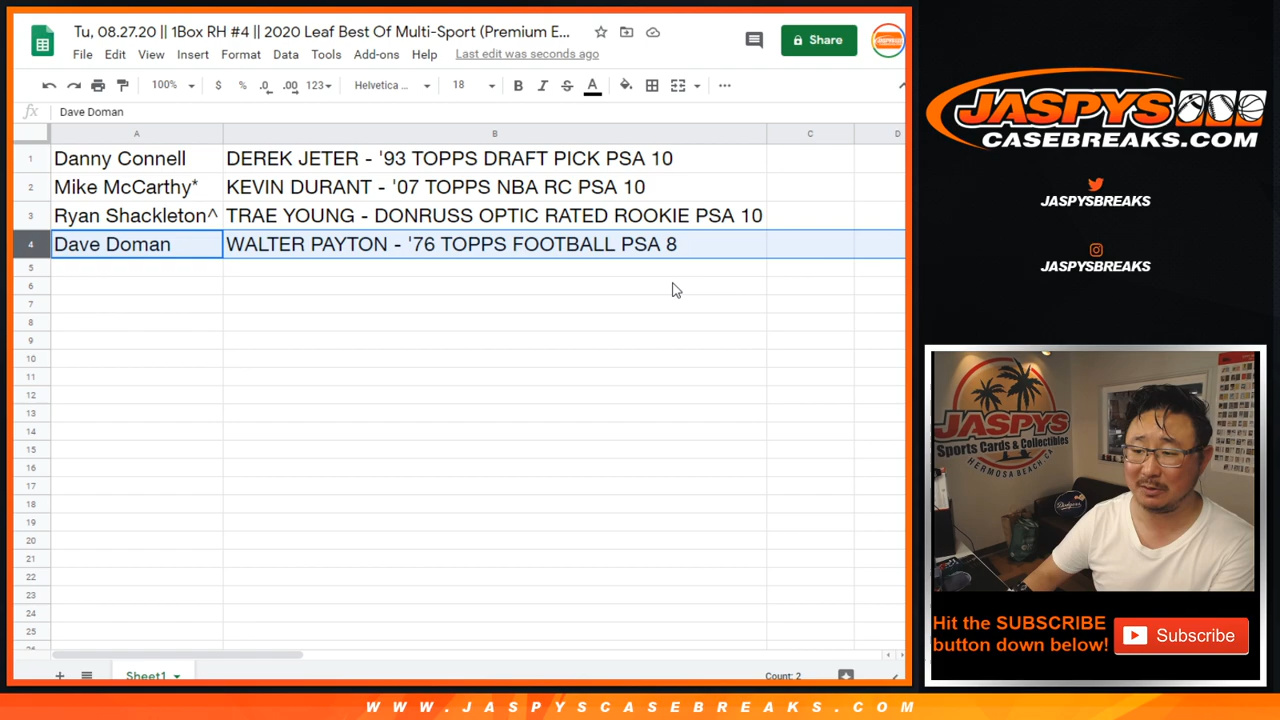 Tu, 08.27.20 || 1Box RH #4 || 2020 Leaf Best Of Multi-Sport (Premium E...
File Edit View Insert Format Data Tools Add-ons Help Last edit was seconds ago
Share
100% $ % .0 .00 123 Helvetica ... 18 B I S A ...
fx Dave Doman
A B C D
1 Danny Connell DEREK JETER - '93 TOPPS DRAFT PICK PSA 10
2 Mike McCarthy* KEVIN DURANT - '07 TOPPS NBA RC PSA 10
3 Ryan Shackleton^ TRAE YOUNG - DONRUSS OPTIC RATED ROOKIE PSA 10
4 Dave Doman WALTER PAYTON - '76 TOPPS FOOTBALL PSA 8
5
6
7
8
9
10
11
12
13
14
15
16
17
18
19
20
21
22
23
24
25
Sheet1
Count: 2
JASPYS
CASEBREAKS.COM
JASPYSBREAKS
JASPYSBREAKS
JASPYS
Sports Cards & Collectibles
HERMOSA BEACH, CA
Dodgers
Hit the SUBSCRIBE
button down below!
Subscribe
WWW.JASPYSCASEBREAKS.COM